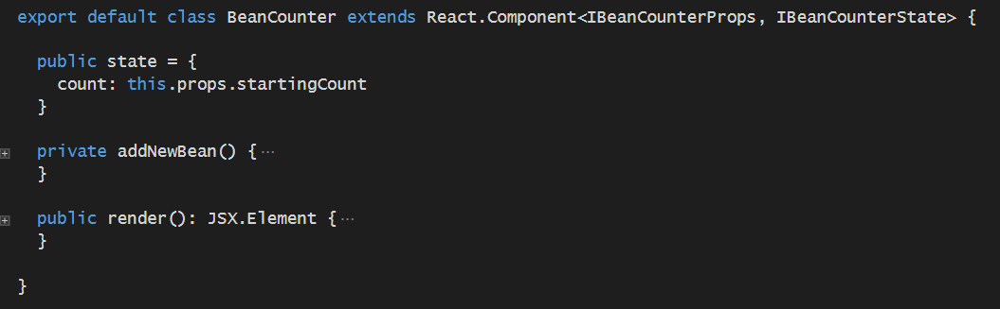 export default class BeanCounter extends React.Component<IBeanCounterProps, IBeanCounterState> {
public state = {
count: this.props.startingCount
}
private addNewBean() {···
}
public render(): JSX.Element {···
}
}